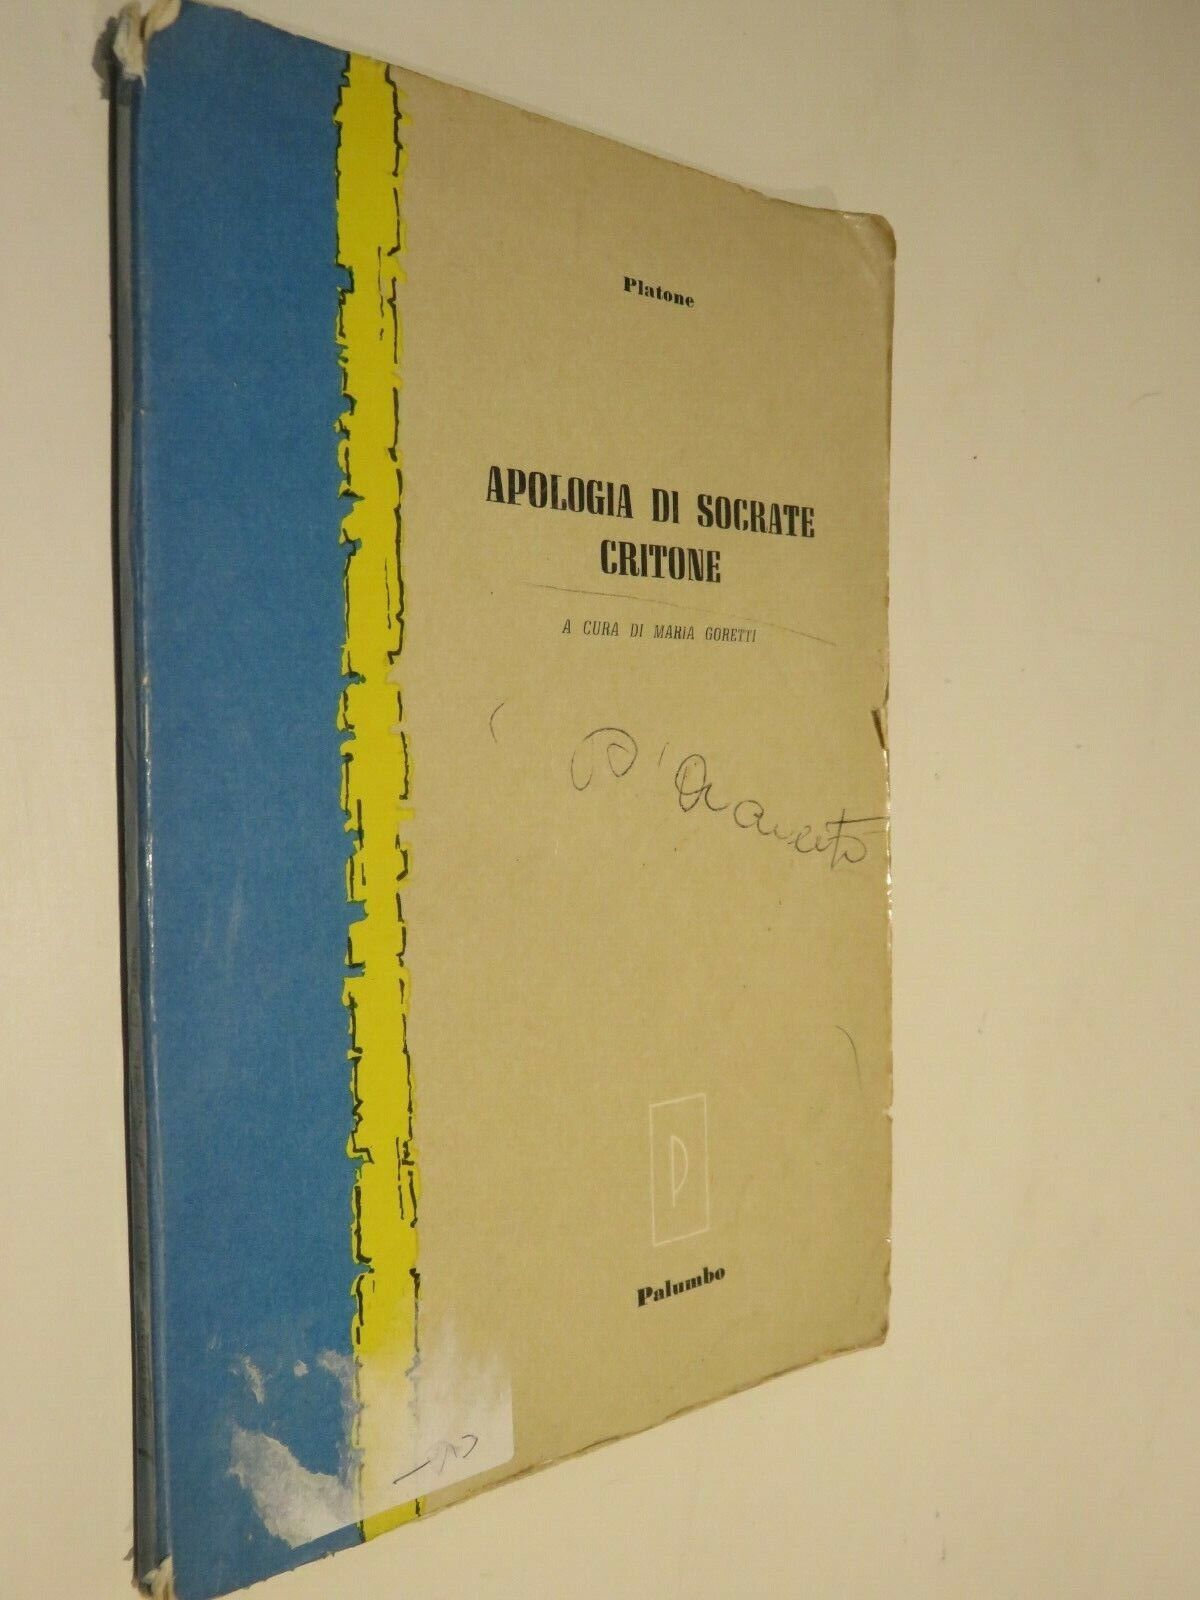 Platone
APOLOGIA DI SOCRATE
CRITONE
A CURA DI MARIA GORETTI
P
Palumbo